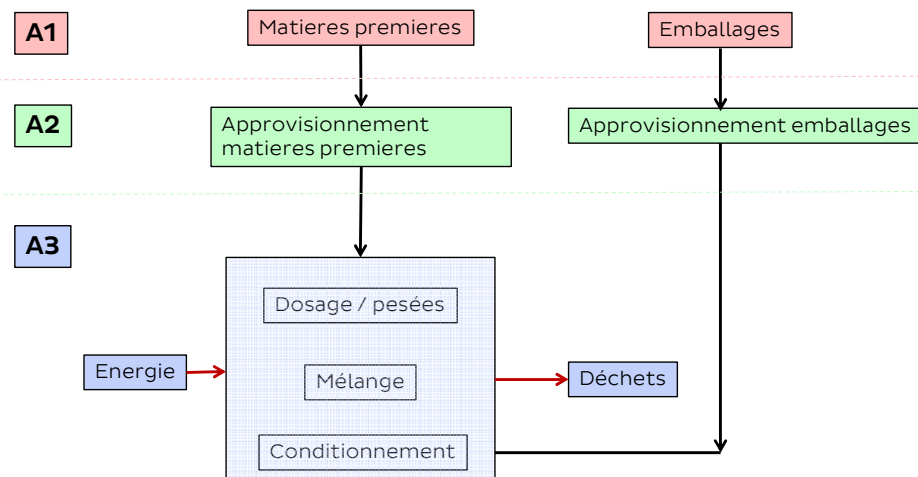 A1
Matieres premieres
Emballages
A2
Approvisionnement
matieres premieres
Approvisionnement emballages
A3
Dosage / pesées
Energie
Mélange
Déchets
Conditionnement